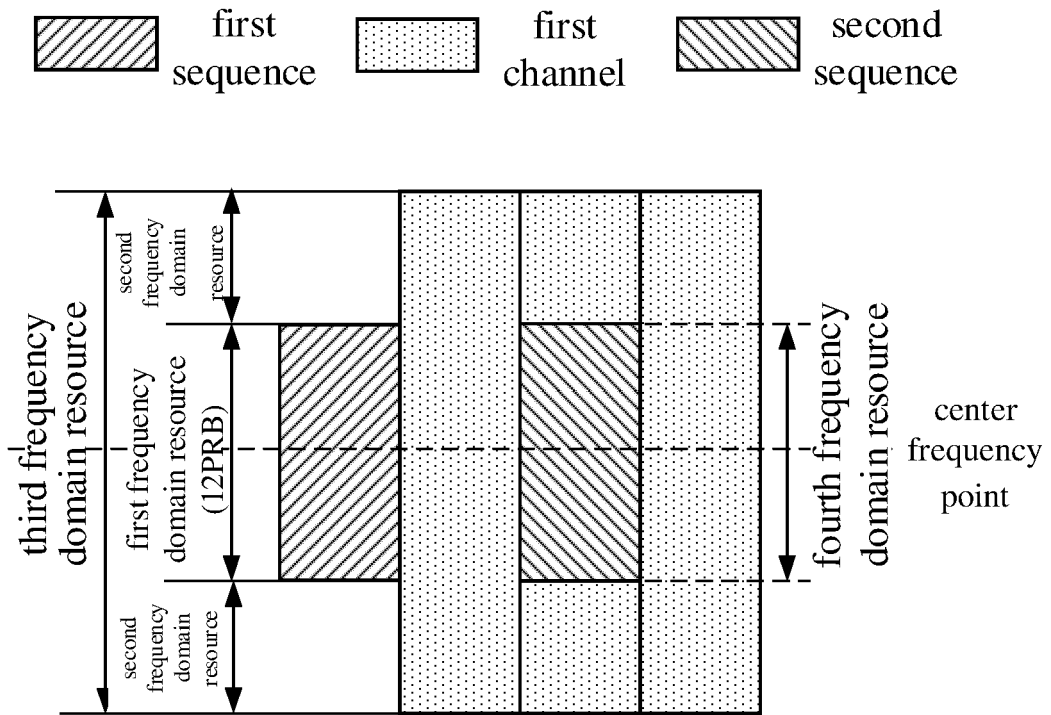 first
sequence
first
channel
second
sequence
third frequency
domain resource
second
frequency
domain
resource
first frequency
domain resource
(12PRB)
second
frequency
domain
resource
fourth frequency
domain resource
center
frequency
point